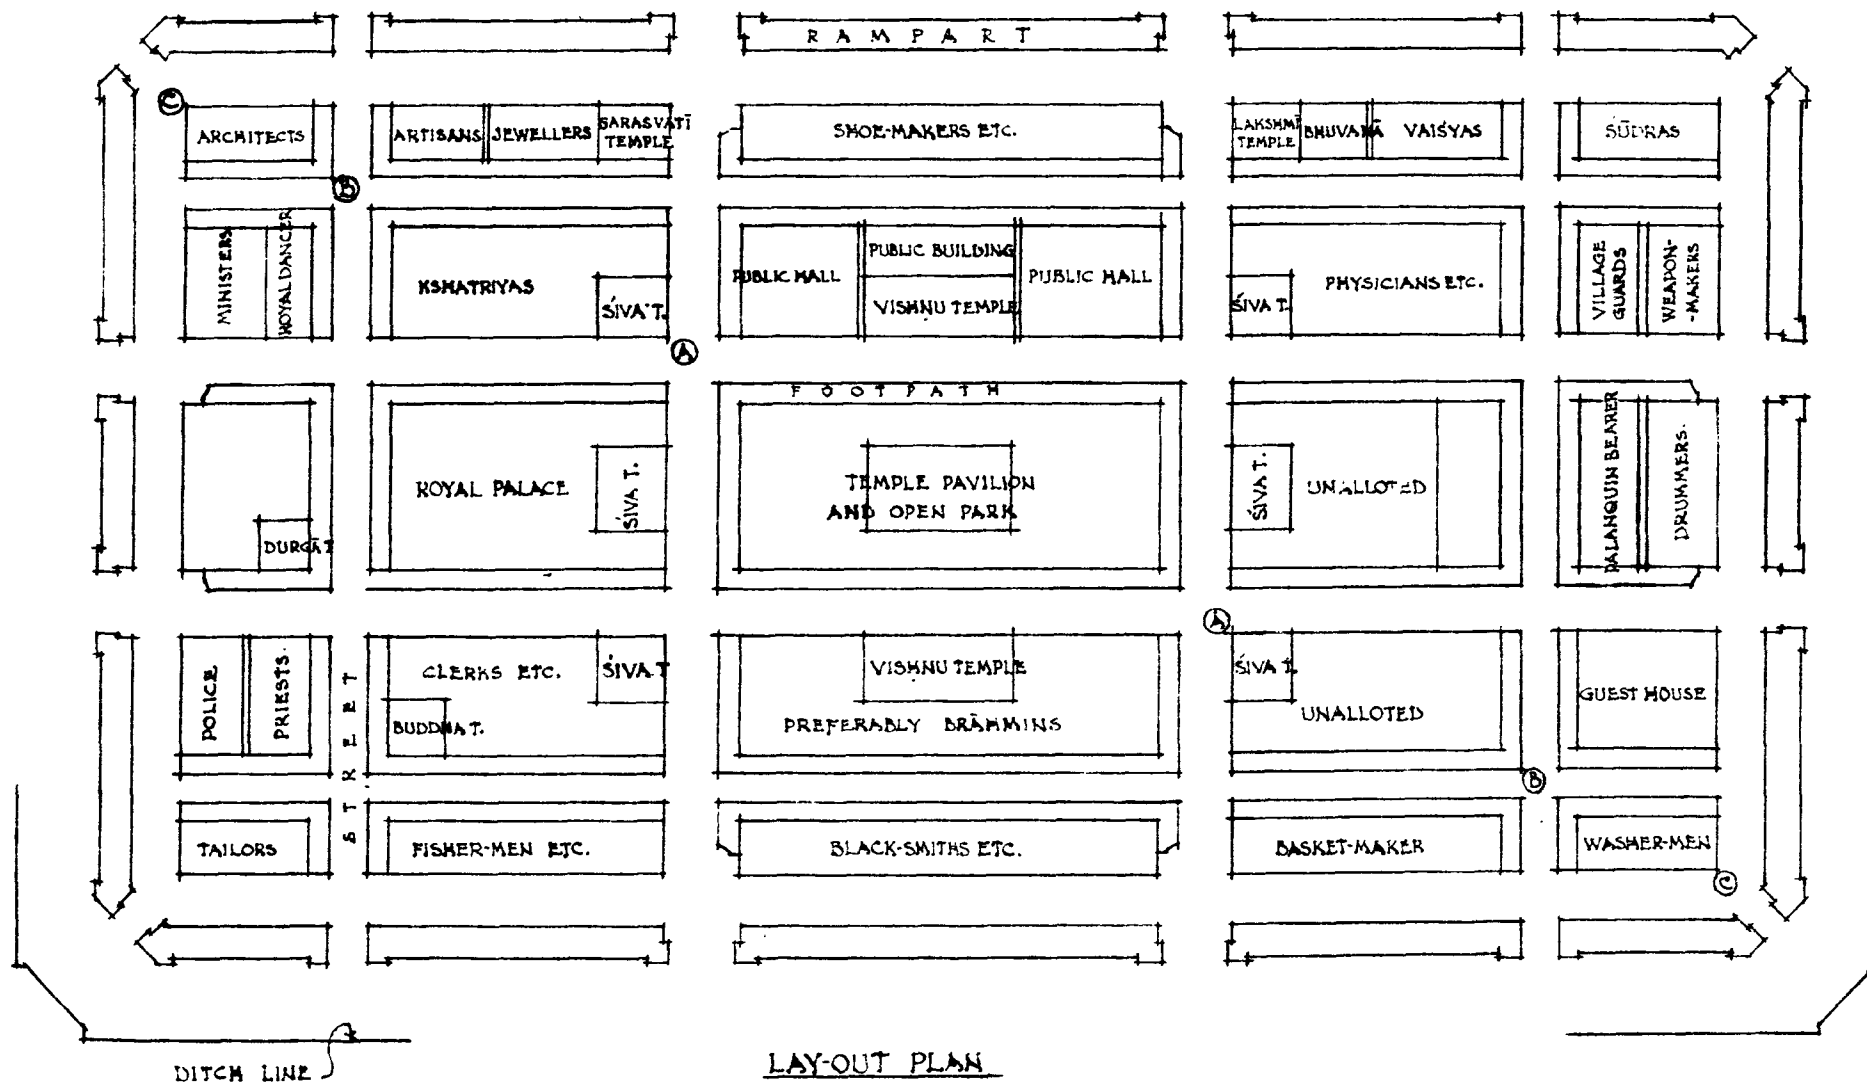 RAMPART
C
ARCHITECTS
ARTISANS
JEWELLERS
SARASVATĪ
TEMPLE
SHOE-MAKERS ETC.
LAKSHMĪ
TEMPLE
BHUVANĀ
VAIŚYAS
SŪDRAS
B
MINISTERS
ROYAL DANCER
KSHATRIYAS
ŚIVA T.
PUBLIC HALL
PUBLIC BUILDING
VISHNU TEMPLE
PUBLIC HALL
ŚIVA T.
PHYSICIANS ETC.
VILLAGE
GUARDS
WEAPON-
-MAKERS
A
FOOTPATH
DURGĀ T
ROYAL PALACE
ŚIVA T.
TEMPLE PAVILION
AND OPEN PARK
ŚIVA T.
UNALLOTED
PALANQUIN BEARER
DRUMMERS.
A
POLICE
PRIESTS.
STREET
CLERKS ETC.
ŚIVA T
BUDDHA T.
VISHNU TEMPLE
PREFERABLY BRĀHMINS
ŚIVA T.
UNALLOTED
GUEST HOUSE
B
TAILORS
FISHER-MEN ETC.
BLACK-SMITHS ETC.
BASKET-MAKER
WASHER-MEN
C
DITCH LINE
LAY-OUT PLAN